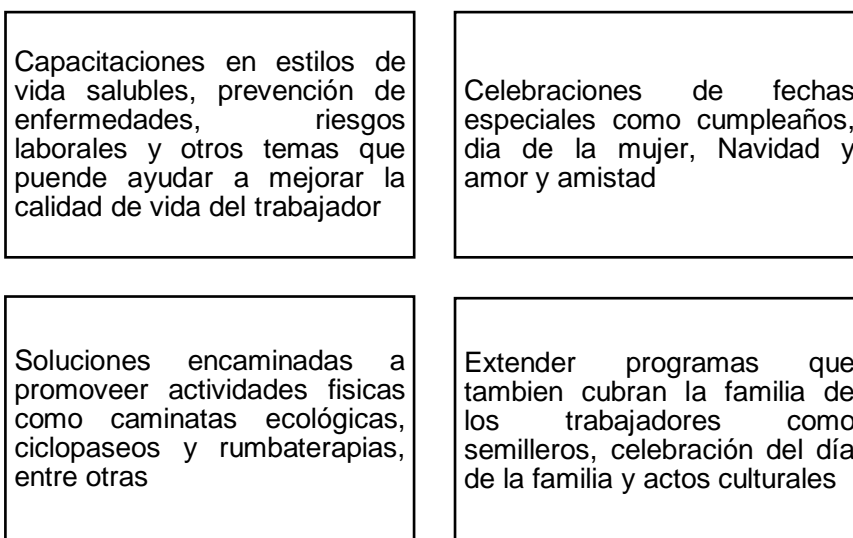 Capacitaciones en estilos de
vida salubles, prevención de
enfermedades, riesgos
laborales y otros temas que
puende ayudar a mejorar la
calidad de vida del trabajador
Celebraciones de fechas
especiales como cumpleaños,
dia de la mujer, Navidad y
amor y amistad
Soluciones encaminadas a
promoveer actividades fisicas
como caminatas ecológicas,
ciclopaseos y rumbaterapias,
entre otras
Extender programas que
tambien cubran la familia de
los trabajadores como
semilleros, celebración del día
de la familia y actos culturales